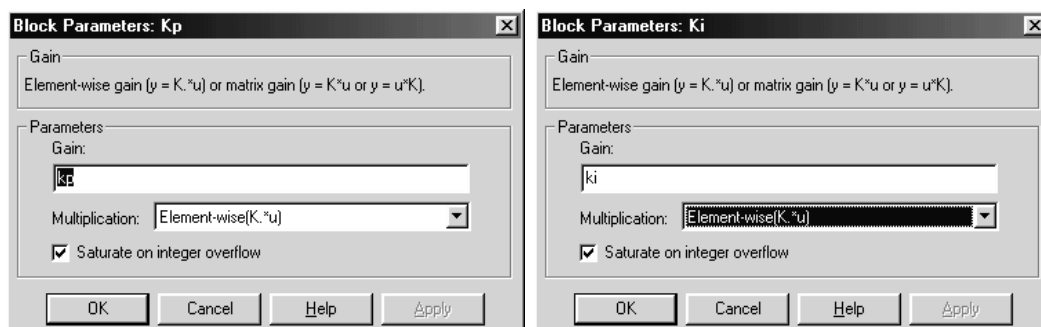 Block Parameters: Kp
Gain
Element-wise gain (y = K.*u) or matrix gain (y = K*u or y = u*K).
Parameters
Gain:
kp
Multiplication: Element-wise(K.*u)
Saturate on integer overflow
OK Cancel Help Apply
Block Parameters: Ki
Gain
Element-wise gain (y = K.*u) or matrix gain (y = K*u or y = u*K).
Parameters
Gain:
ki
Multiplication: Element-wise(K.*u)
Saturate on integer overflow
OK Cancel Help Apply